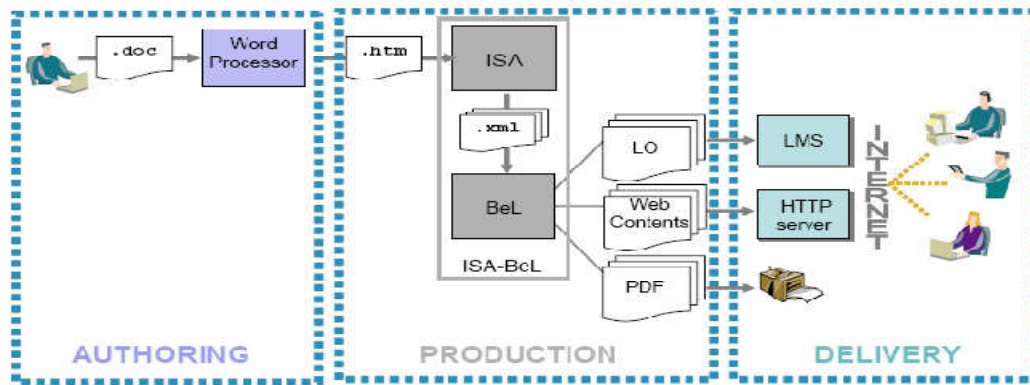 .doc
Word
Processor
.htm
ISA
.xml
BeL
ISA-BeL
LO
Web
Contents
PDF
LMS
HTTP
server
INTERNET
AUTHORING
PRODUCTION
DELIVERY